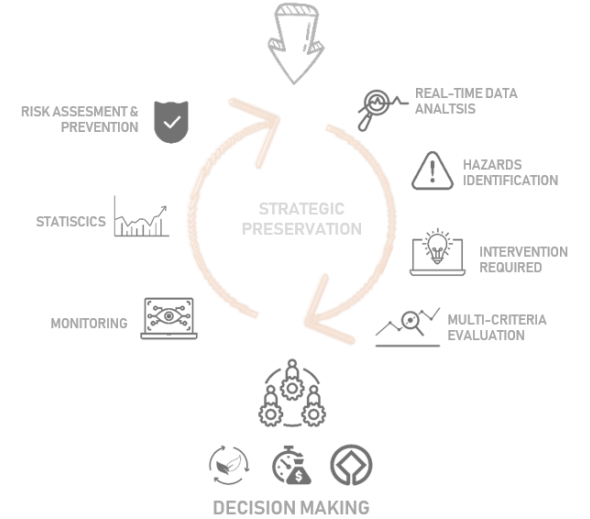 REAL-TIME DATA
ANALTSIS
RISK ASSESMENT &
PREVENTION
HAZARDS
IDENTIFICATION
STATISCICS
STRATEGIC
PRESERVATION
INTERVENTION
REQUIRED
MONITORING
MULTI-CRITERIA
EVALUATION
$
DECISION MAKING